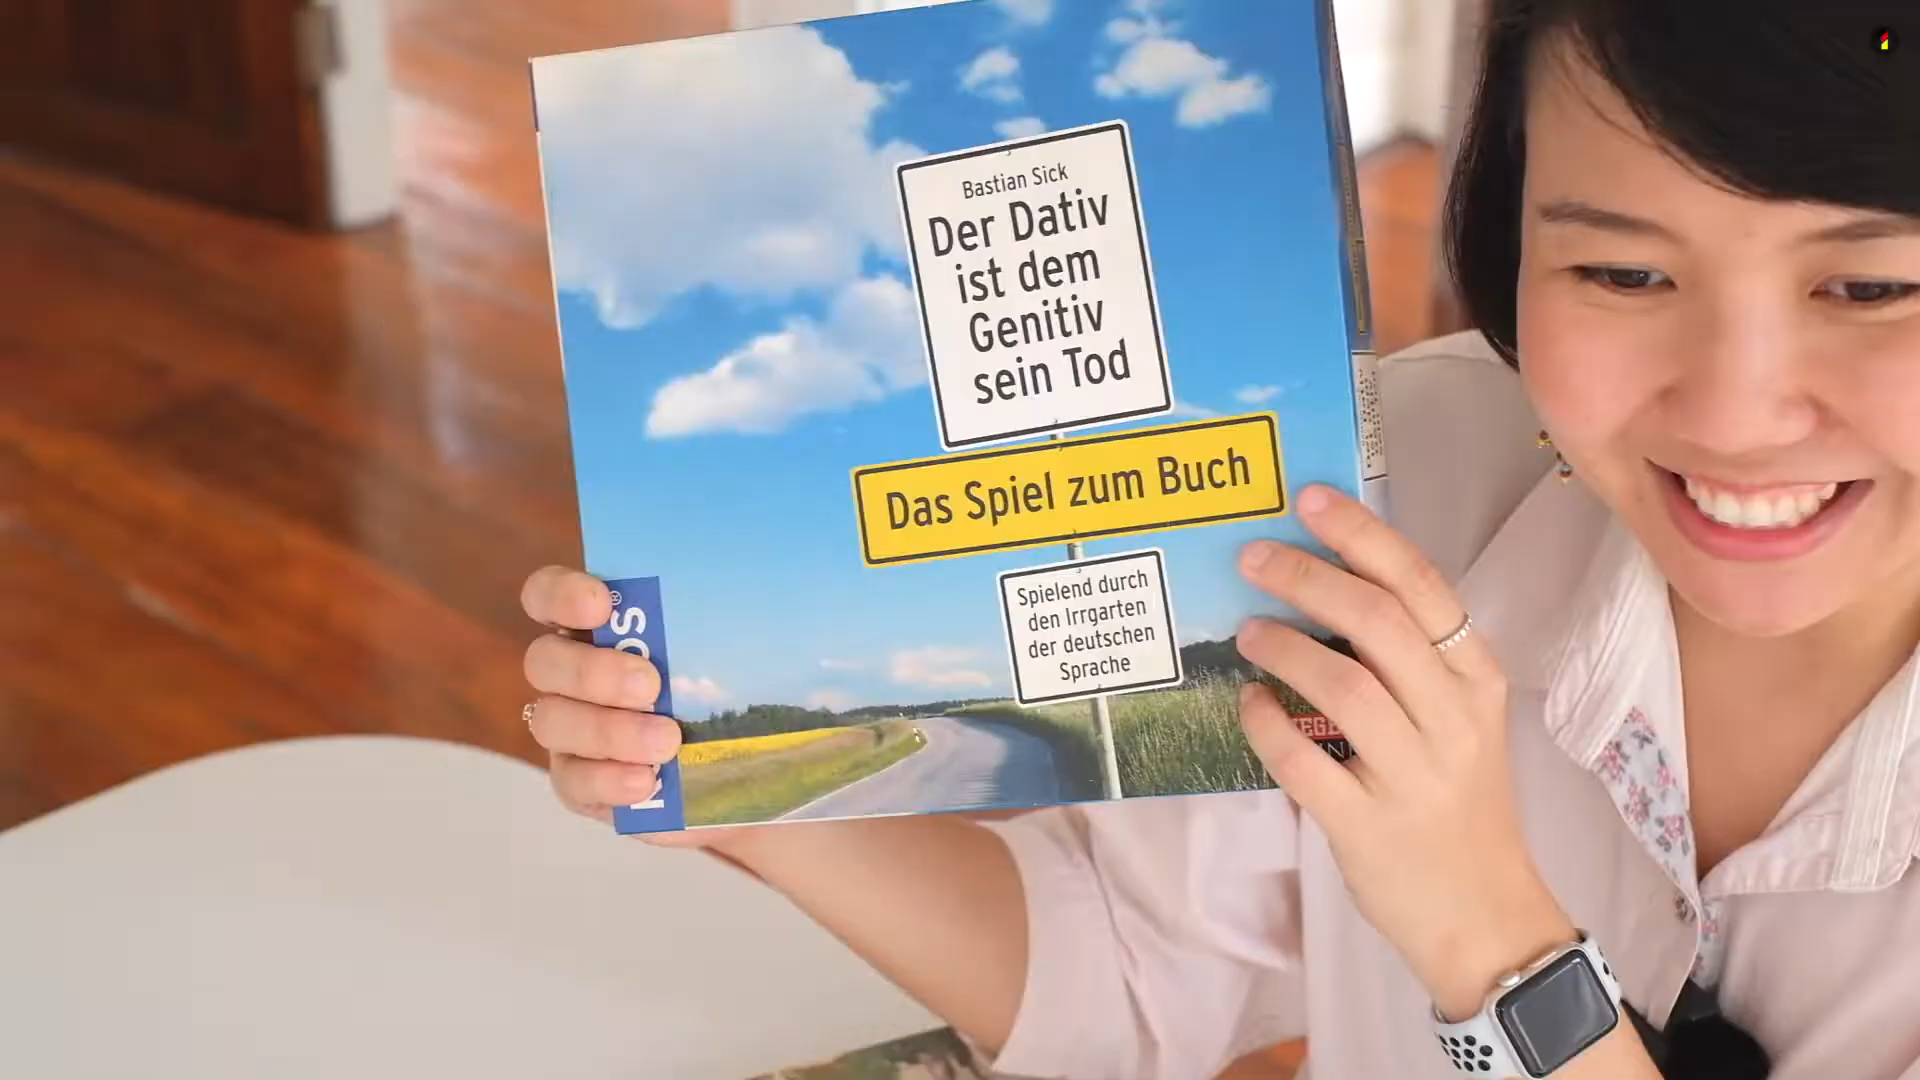 Bastian Sick
Der Dativ
ist dem
Genitiv
sein Tod
Das Spiel zum Buch
Spielend durch
den Irrgarten
der deutschen
Sprache